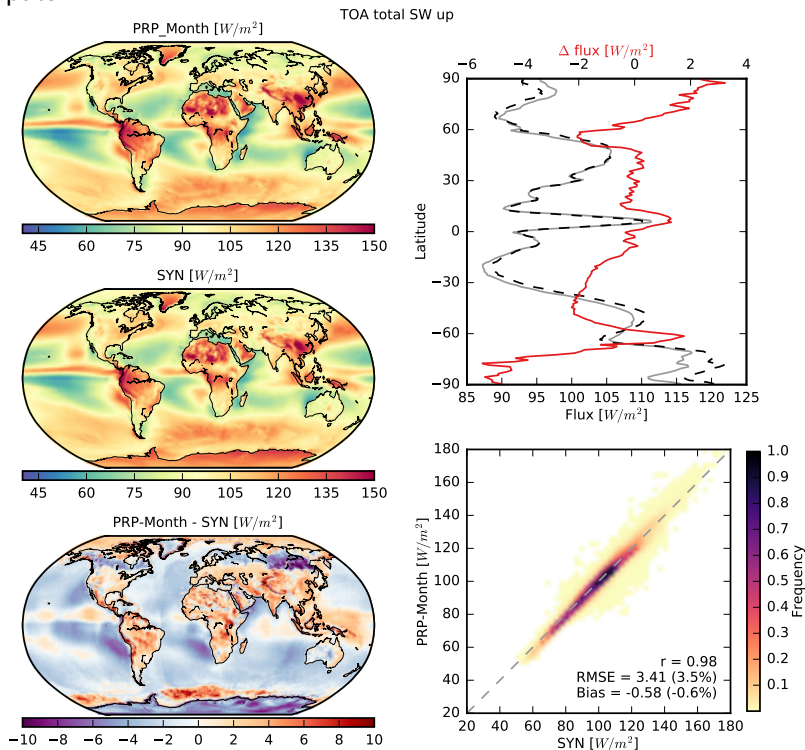 TOA total SW up
PRP_Month [W/m²]
45 60 75 90 105 120 135 150
SYN [W/m²]
45 60 75 90 105 120 135 150
PRP-Month - SYN [W/m²]
−10 −8 −6 −4 −2 0 2 4 6 8 10
Δ flux [W/m²]
−6 −4 −2 0 2 4
90
60
30
0
−30
−60
−90
Latitude
85 90 95 100 105 110 115 120 125
Flux [W/m²]
180
160
140
120
100
80
60
40
20
PRP-Month [W/m²]
r = 0.98
RMSE = 3.41 (3.5%)
Bias = -0.58 (-0.6%)
20 40 60 80 100 120 140 160 180
SYN [W/m²]
1.0
0.9
0.8
0.7
0.6
0.5
0.4
0.3
0.2
0.1
Frequency